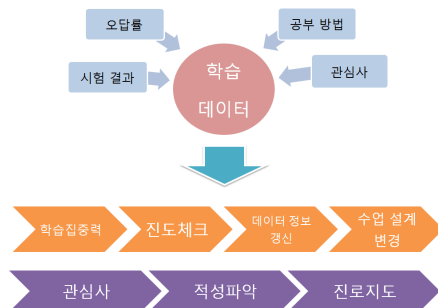 오답률
공부 방법
시험 결과
학습
데이터
관심사
학습집중력
진도체크
데이터 정보
갱신
수업 설계
변경
관심사
적성파악
진로지도